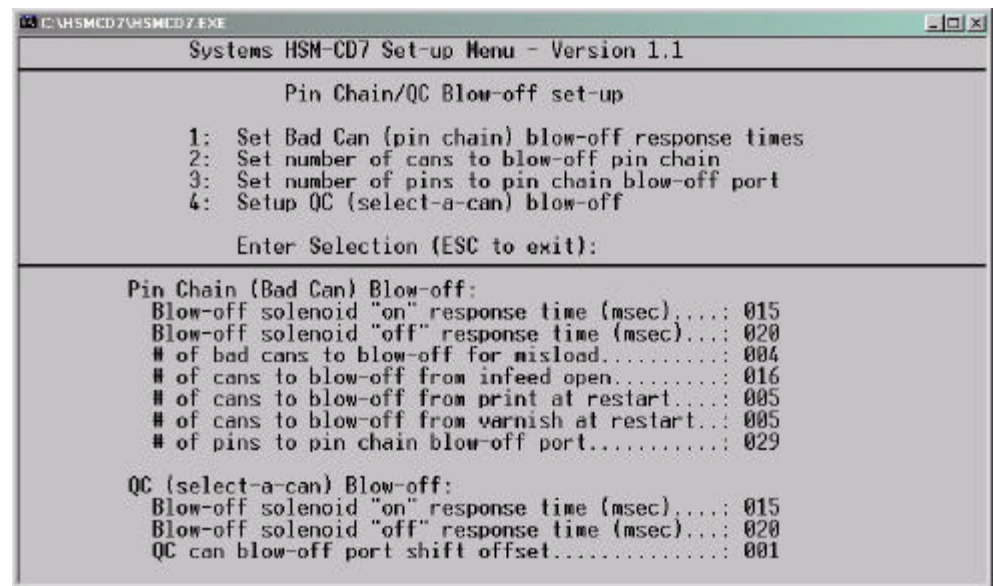 C:\HSMCD7\HSMCD7.EXE
Systems HSM-CD7 Set-up Menu - Version 1.1
Pin Chain/QC Blow-off set-up
1: Set Bad Can (pin chain) blow-off response times
2: Set number of cans to blow-off pin chain
3: Set number of pins to pin chain blow-off port
4: Setup QC (select-a-can) blow-off
Enter Selection (ESC to exit):
Pin Chain (Bad Can) Blow-off:
Blow-off solenoid "on" response time (msec)....: 015
Blow-off solenoid "off" response time (msec)...: 020
# of bad cans to blow-off for misload..........: 004
# of cans to blow-off from infeed open.........: 016
# of cans to blow-off from print at restart....: 005
# of cans to blow-off from varnish at restart..: 005
# of pins to pin chain blow-off port...........: 029
QC (select-a-can) Blow-off:
Blow-off solenoid "on" response time (msec)....: 015
Blow-off solenoid "off" response time (msec)...: 020
QC can blow-off port shift offset..............: 001